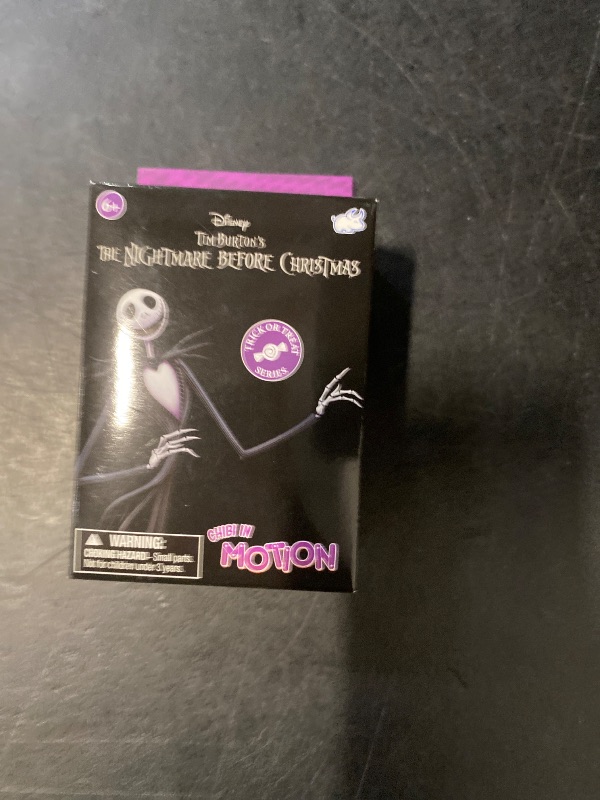 6+
Disney
TIM BURTON'S
THE NIGHTMARE BEFORE CHRISTMAS
TRICK OR TREAT
SERIES
CHIBI IN
MOTION
WARNING:
CHOKING HAZARD - Small parts.
Not for children under 3 years.